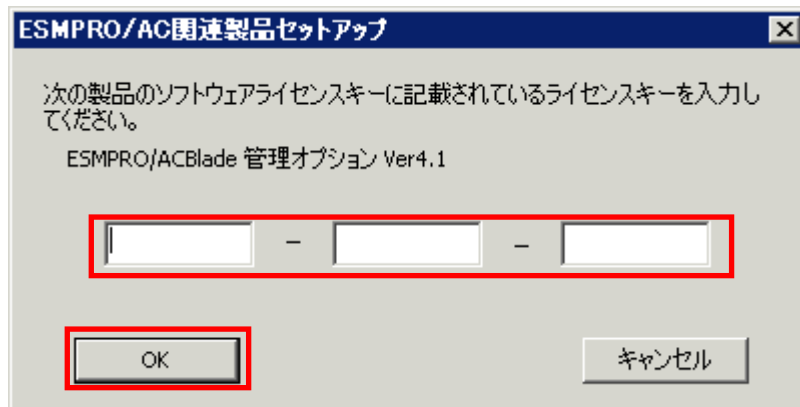 ESMPRO/AC関連製品セットアップ
次の製品のソフトウェアライセンスキーに記載されているライセンスキーを入力し
てください。
ESMPRO/ACBlade 管理オプション Ver4.1
– –
OK キャンセル